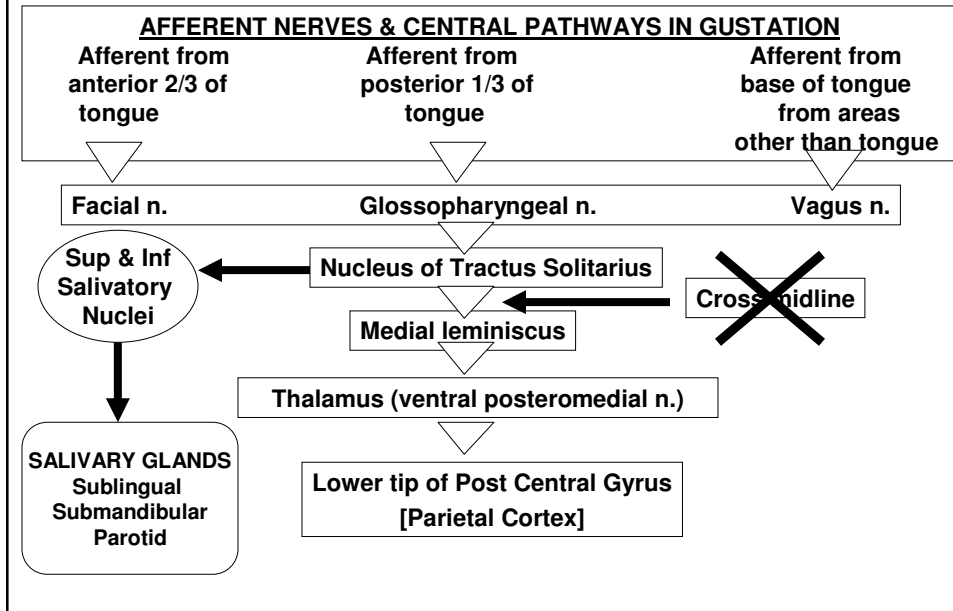 AFFERENT NERVES & CENTRAL PATHWAYS IN GUSTATION
Afferent from
anterior 2/3 of
tongue
Afferent from
posterior 1/3 of
tongue
Afferent from
base of tongue
from areas
other than tongue
Facial n.
Glossopharyngeal n.
Vagus n.
Sup & Inf
Salivatory
Nuclei
Nucleus of Tractus Solitarius
Cross midline
Medial leminiscus
Thalamus (ventral posteromedial n.)
SALIVARY GLANDS
Sublingual
Submandibular
Parotid
Lower tip of Post Central Gyrus
[Parietal Cortex]